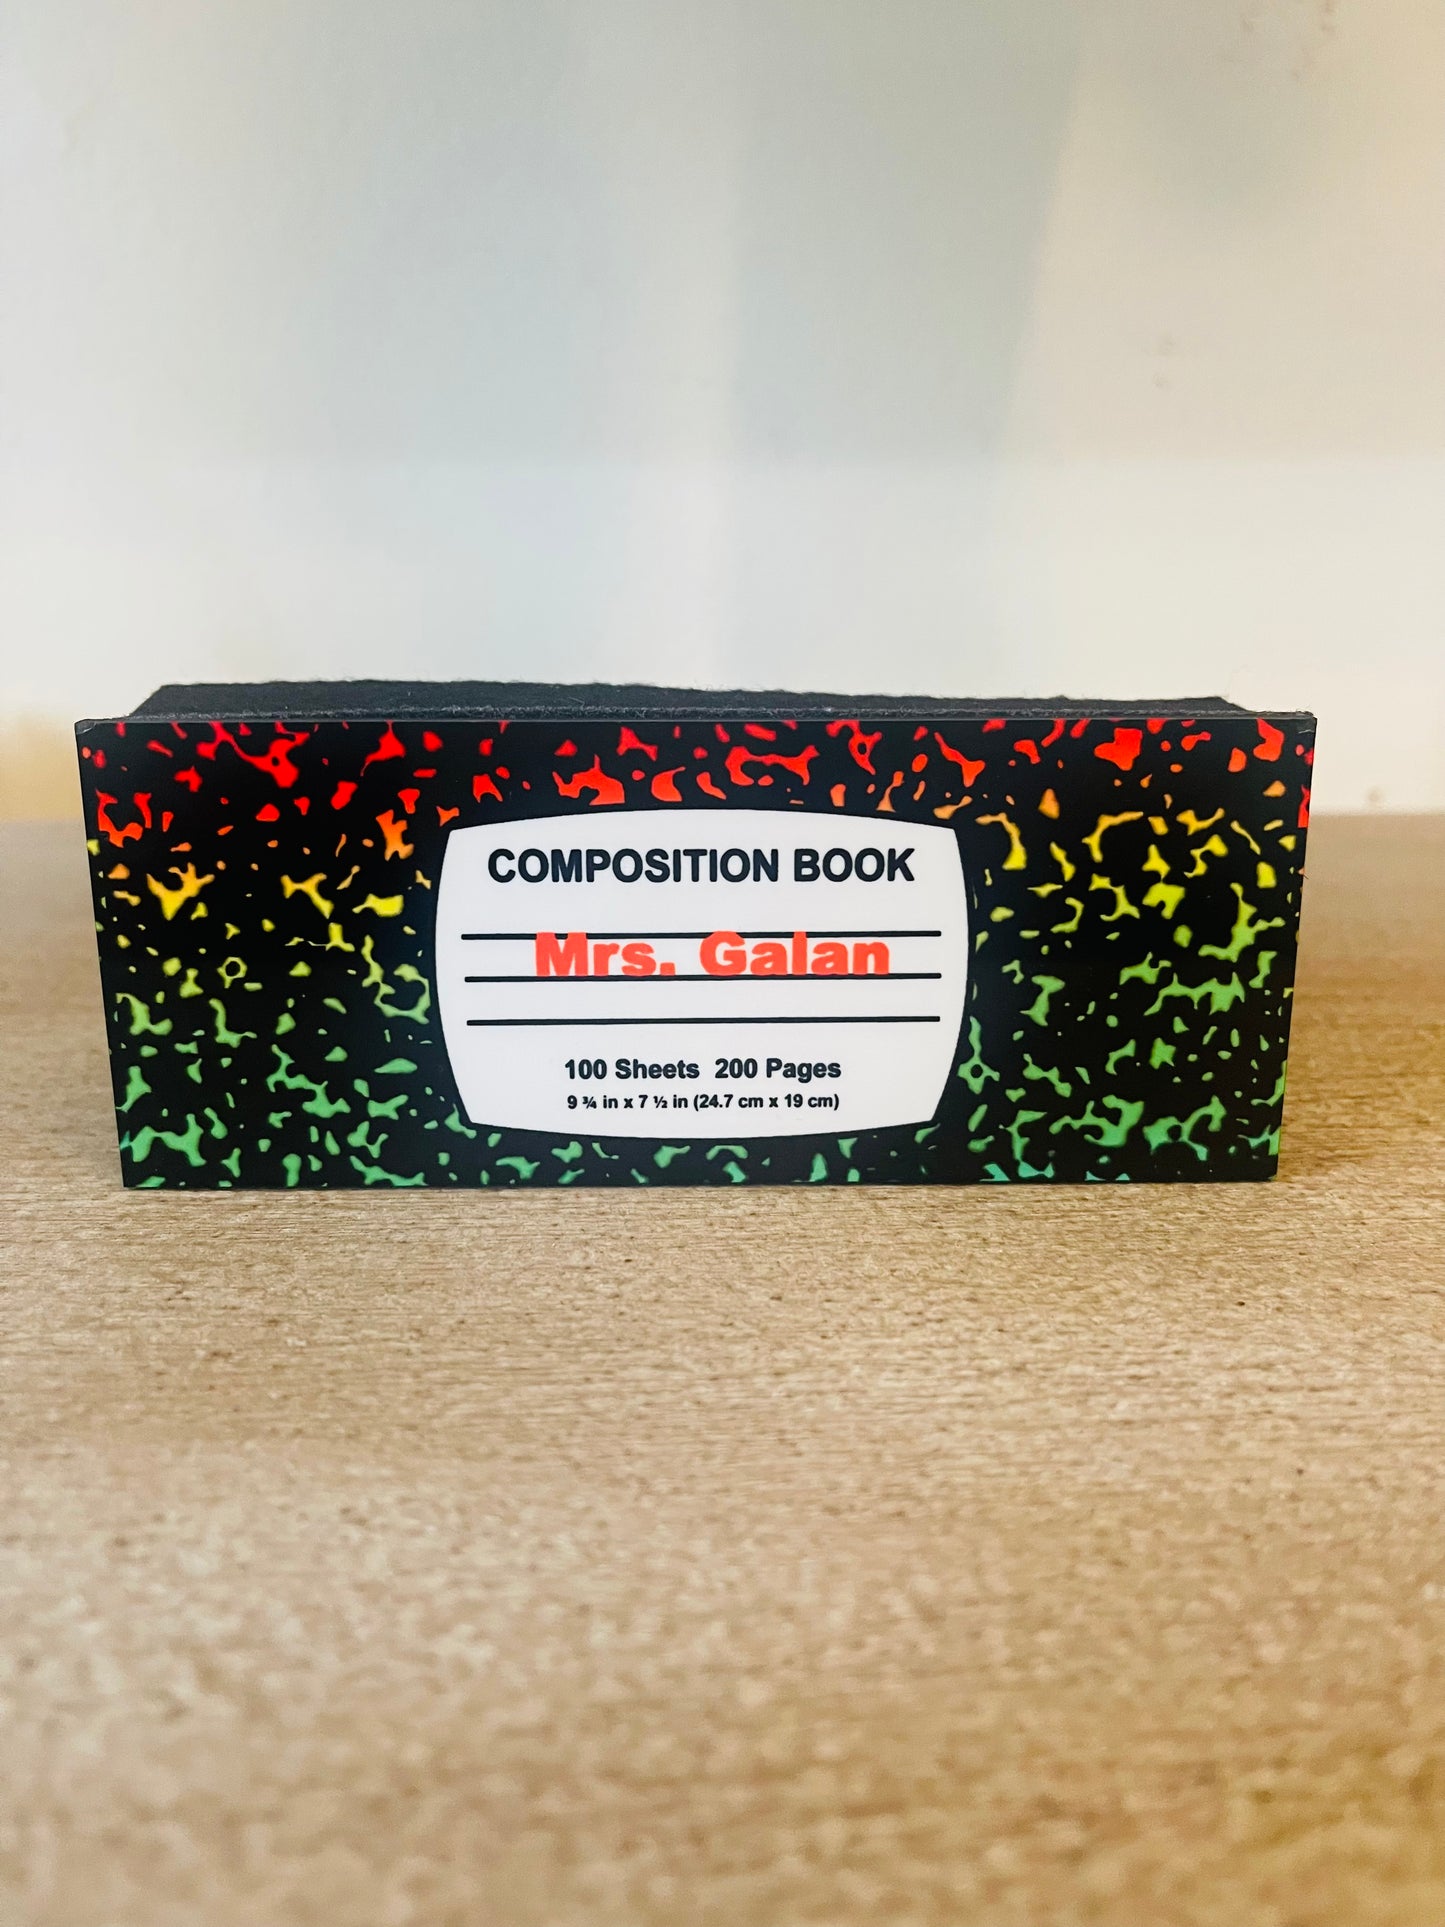 COMPOSITION BOOK
Mrs. Galan
100 Sheets 200 Pages
9 ¾ in x 7 ½ in (24.7 cm x 19 cm)